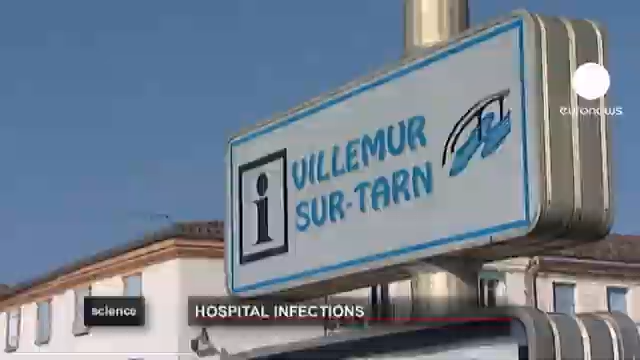 euronews
i VILLEMUR
SUR-TARN
science
HOSPITAL INFECTIONS